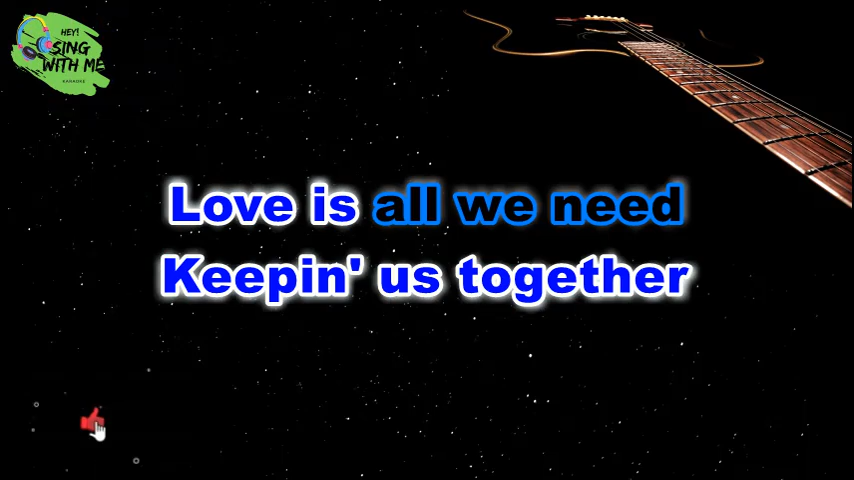 HEY!
SING
WITH ME
KARAOKE
Love is all we need
Keepin' us together